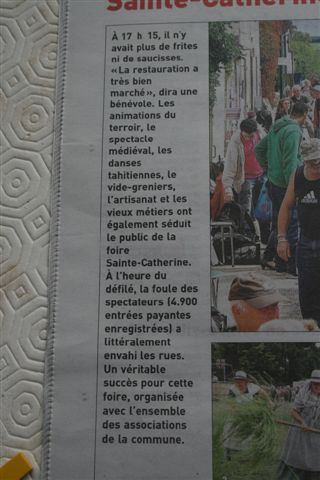 Sainte-Catherine
À 17 h 15, il n'y
avait plus de frites
ni de saucisses.
«La restauration a
très bien
marché», dira une
bénévole. Les
animations du
terroir, le
spectacle
médiéval, les
danses
tahitiennes, le
vide-greniers,
l'artisanat et les
vieux métiers ont
également séduit
le public de la
foire
Sainte-Catherine.
À l'heure du
défilé, la foule des
spectateurs (4.900
entrées payantes
enregistrées) a
littéralement
envahi les rues.
Un véritable
succès pour cette
foire, organisée
avec l'ensemble
des associations
de la commune.
adidas